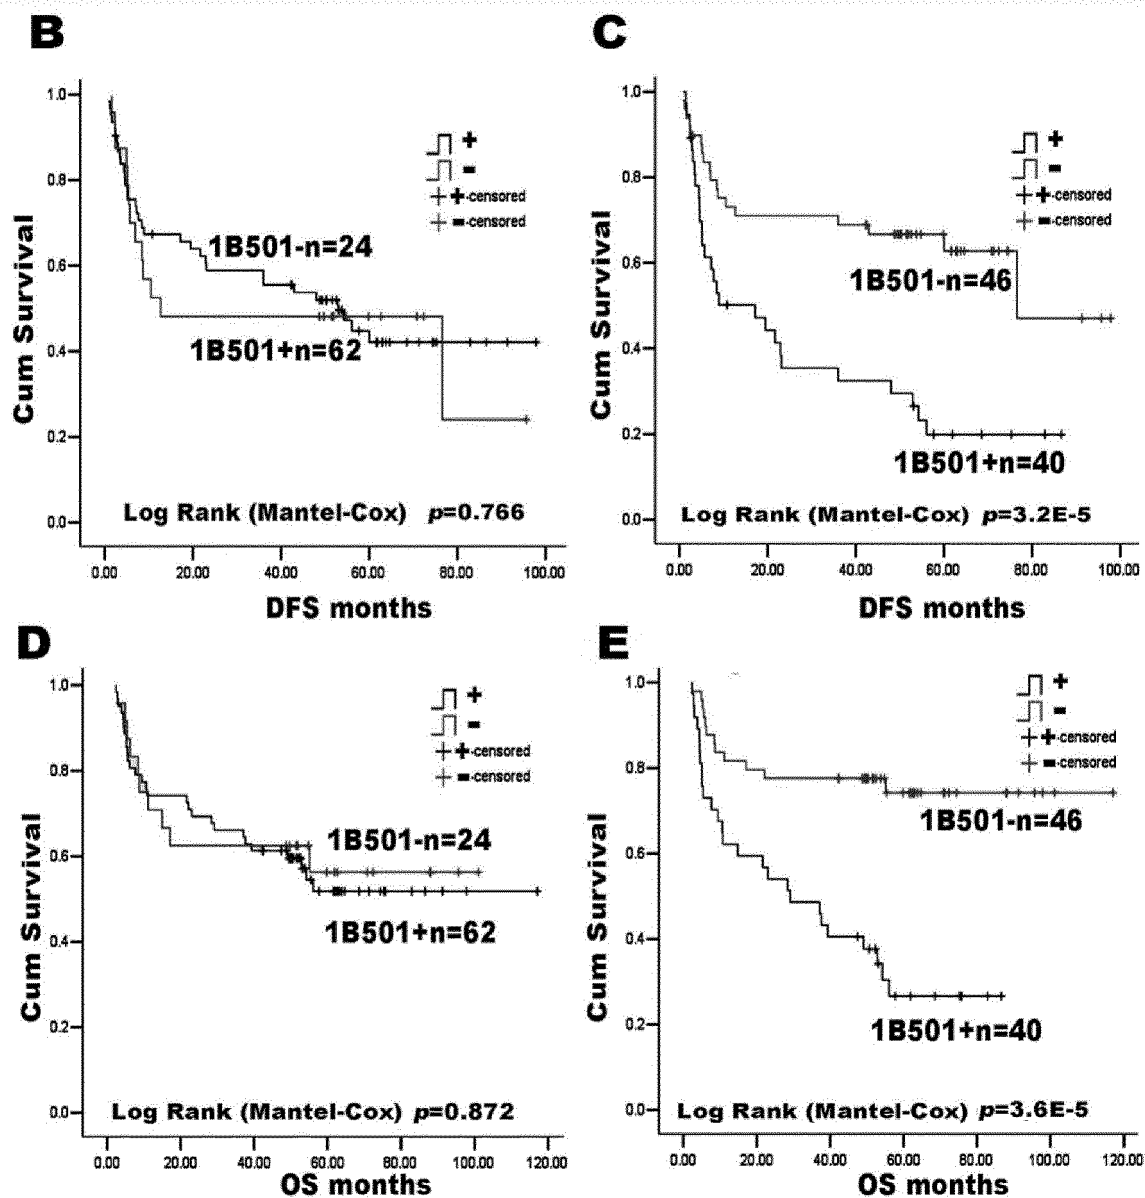 B
Cum Survival
1.0
0.8
0.6
0.4
0.2
0.0
+
-
+-censored
--censored
1B501-n=24
1B501+n=62
Log Rank (Mantel-Cox) p=0.766
0.00 20.00 40.00 60.00 80.00 100.00
DFS months
C
Cum Survival
1.0
0.8
0.6
0.4
0.2
0.0
+
-
+-censored
--censored
1B501-n=46
1B501+n=40
Log Rank (Mantel-Cox) p=3.2E-5
0.00 20.00 40.00 60.00 80.00 100.00
DFS months
D
Cum Survival
1.0
0.8
0.6
0.4
0.2
0.0
+
-
+-censored
--censored
1B501-n=24
1B501+n=62
Log Rank (Mantel-Cox) p=0.872
0.00 20.00 40.00 60.00 80.00 100.00 120.00
OS months
E
Cum Survival
1.0
0.8
0.6
0.4
0.2
0.0
+
-
+-censored
--censored
1B501-n=46
1B501+n=40
Log Rank (Mantel-Cox) p=3.6E-5
0.00 20.00 40.00 60.00 80.00 100.00 120.00
OS months